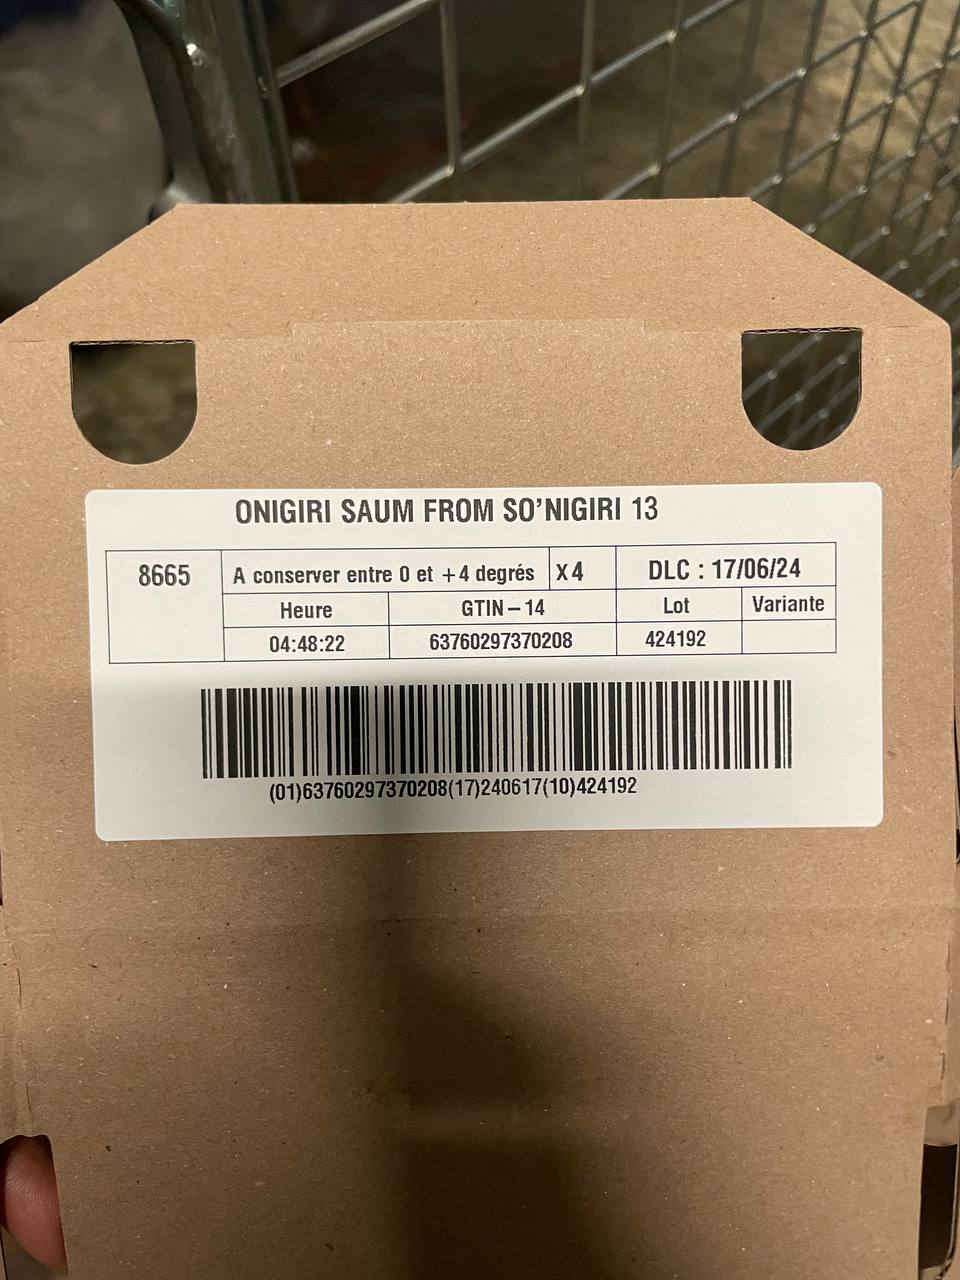 ONIGIRI SAUM FROM SO'NIGIRI 13
8665 A conserver entre 0 et +4 degrés X4 DLC : 17/06/24
Heure GTIN-14 Lot Variante
04:48:22 63760297370208 424192
(01)63760297370208(17)240617(10)424192